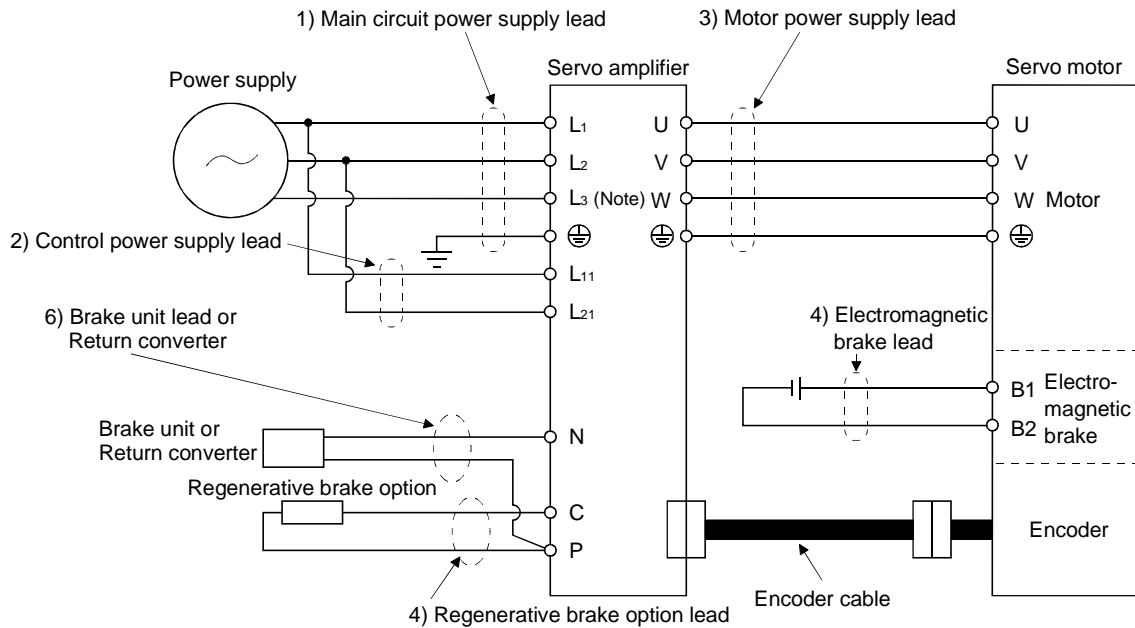 1) Main circuit power supply lead
3) Motor power supply lead
Power supply
Servo amplifier
Servo motor
L1
U
U
L2
V
V
L3 (Note)
W
W
Motor
2) Control power supply lead
L11
L21
6) Brake unit lead or
Return converter
4) Electromagnetic
brake lead
B1
B2
Electro-
magnetic
brake
Brake unit or
Return converter
N
Regenerative brake option
C
P
Encoder
4) Regenerative brake option lead
Encoder cable